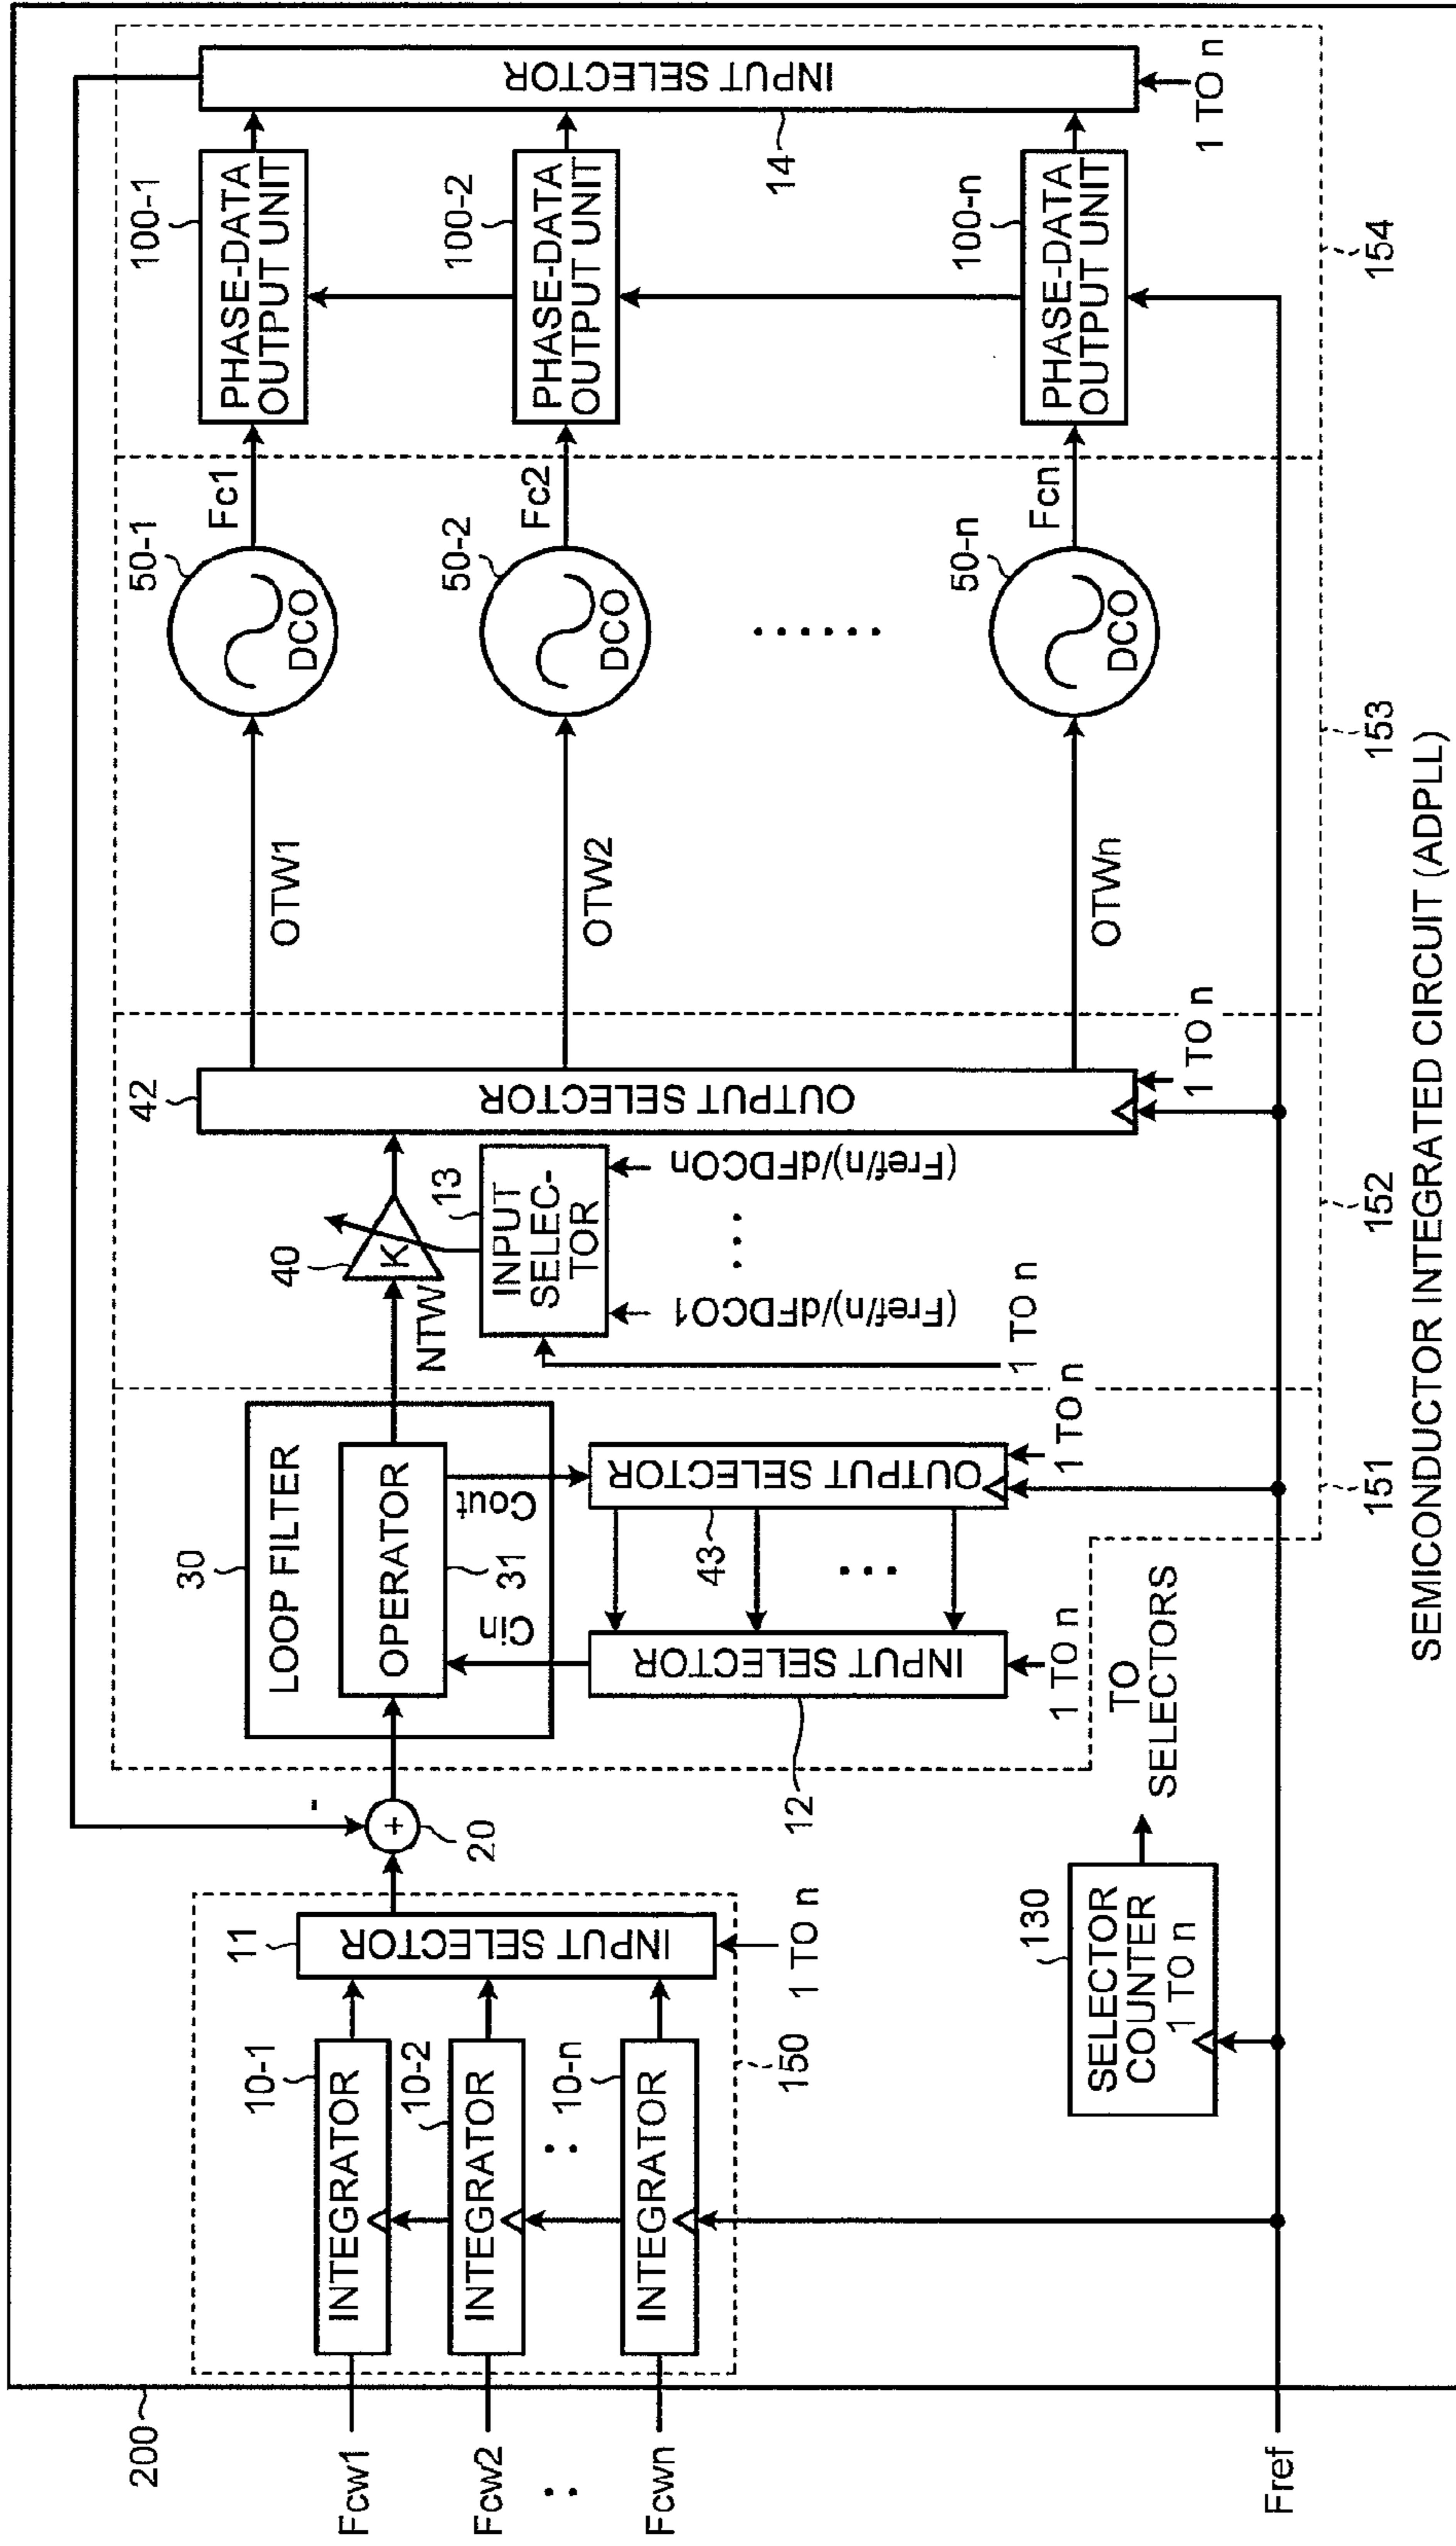 200
Fcw1
Fcw2
Fcwn
Fref
INTEGRATOR
10-1
INTEGRATOR
10-2
INTEGRATOR
10-n
150
INPUT SELECTOR
11
1 TO n
SELECTOR
COUNTER
1 TO n
130
TO
SELECTORS
-
+
20
30
LOOP FILTER
OPERATOR
31
Cin
Cout
INPUT SELECTOR
12
1 TO n
OUTPUT SELECTOR
43
1 TO n
151
NTW
40
K
INPUT
SELEC-
TOR
13
(Fref/n)/dFDCO1
(Fref/n)/dFDCOn
1 TO n
OUTPUT SELECTOR
42
1 TO n
152
OTW1
OTW2
OTWn
50-1
DCO
Fc1
50-2
DCO
Fc2
50-n
DCO
Fcn
153
PHASE-DATA
OUTPUT UNIT
100-1
PHASE-DATA
OUTPUT UNIT
100-2
PHASE-DATA
OUTPUT UNIT
100-n
INPUT SELECTOR
14
1 TO n
154
SEMICONDUCTOR INTEGRATED CIRCUIT (ADPLL)